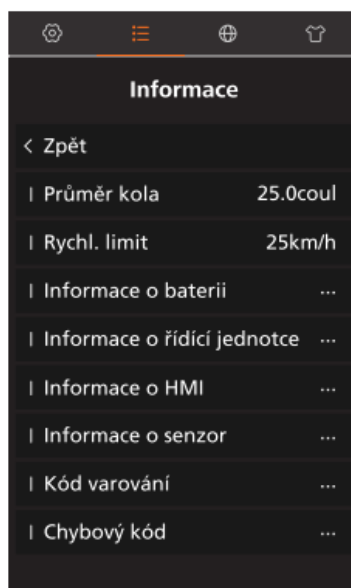 Informace
< Zpět
Průměr kola 25.0coul
Rychl. limit 25km/h
Informace o baterii ...
Informace o řídící jednotce ...
Informace o HMI ...
Informace o senzor ...
Kód varování ...
Chybový kód ...